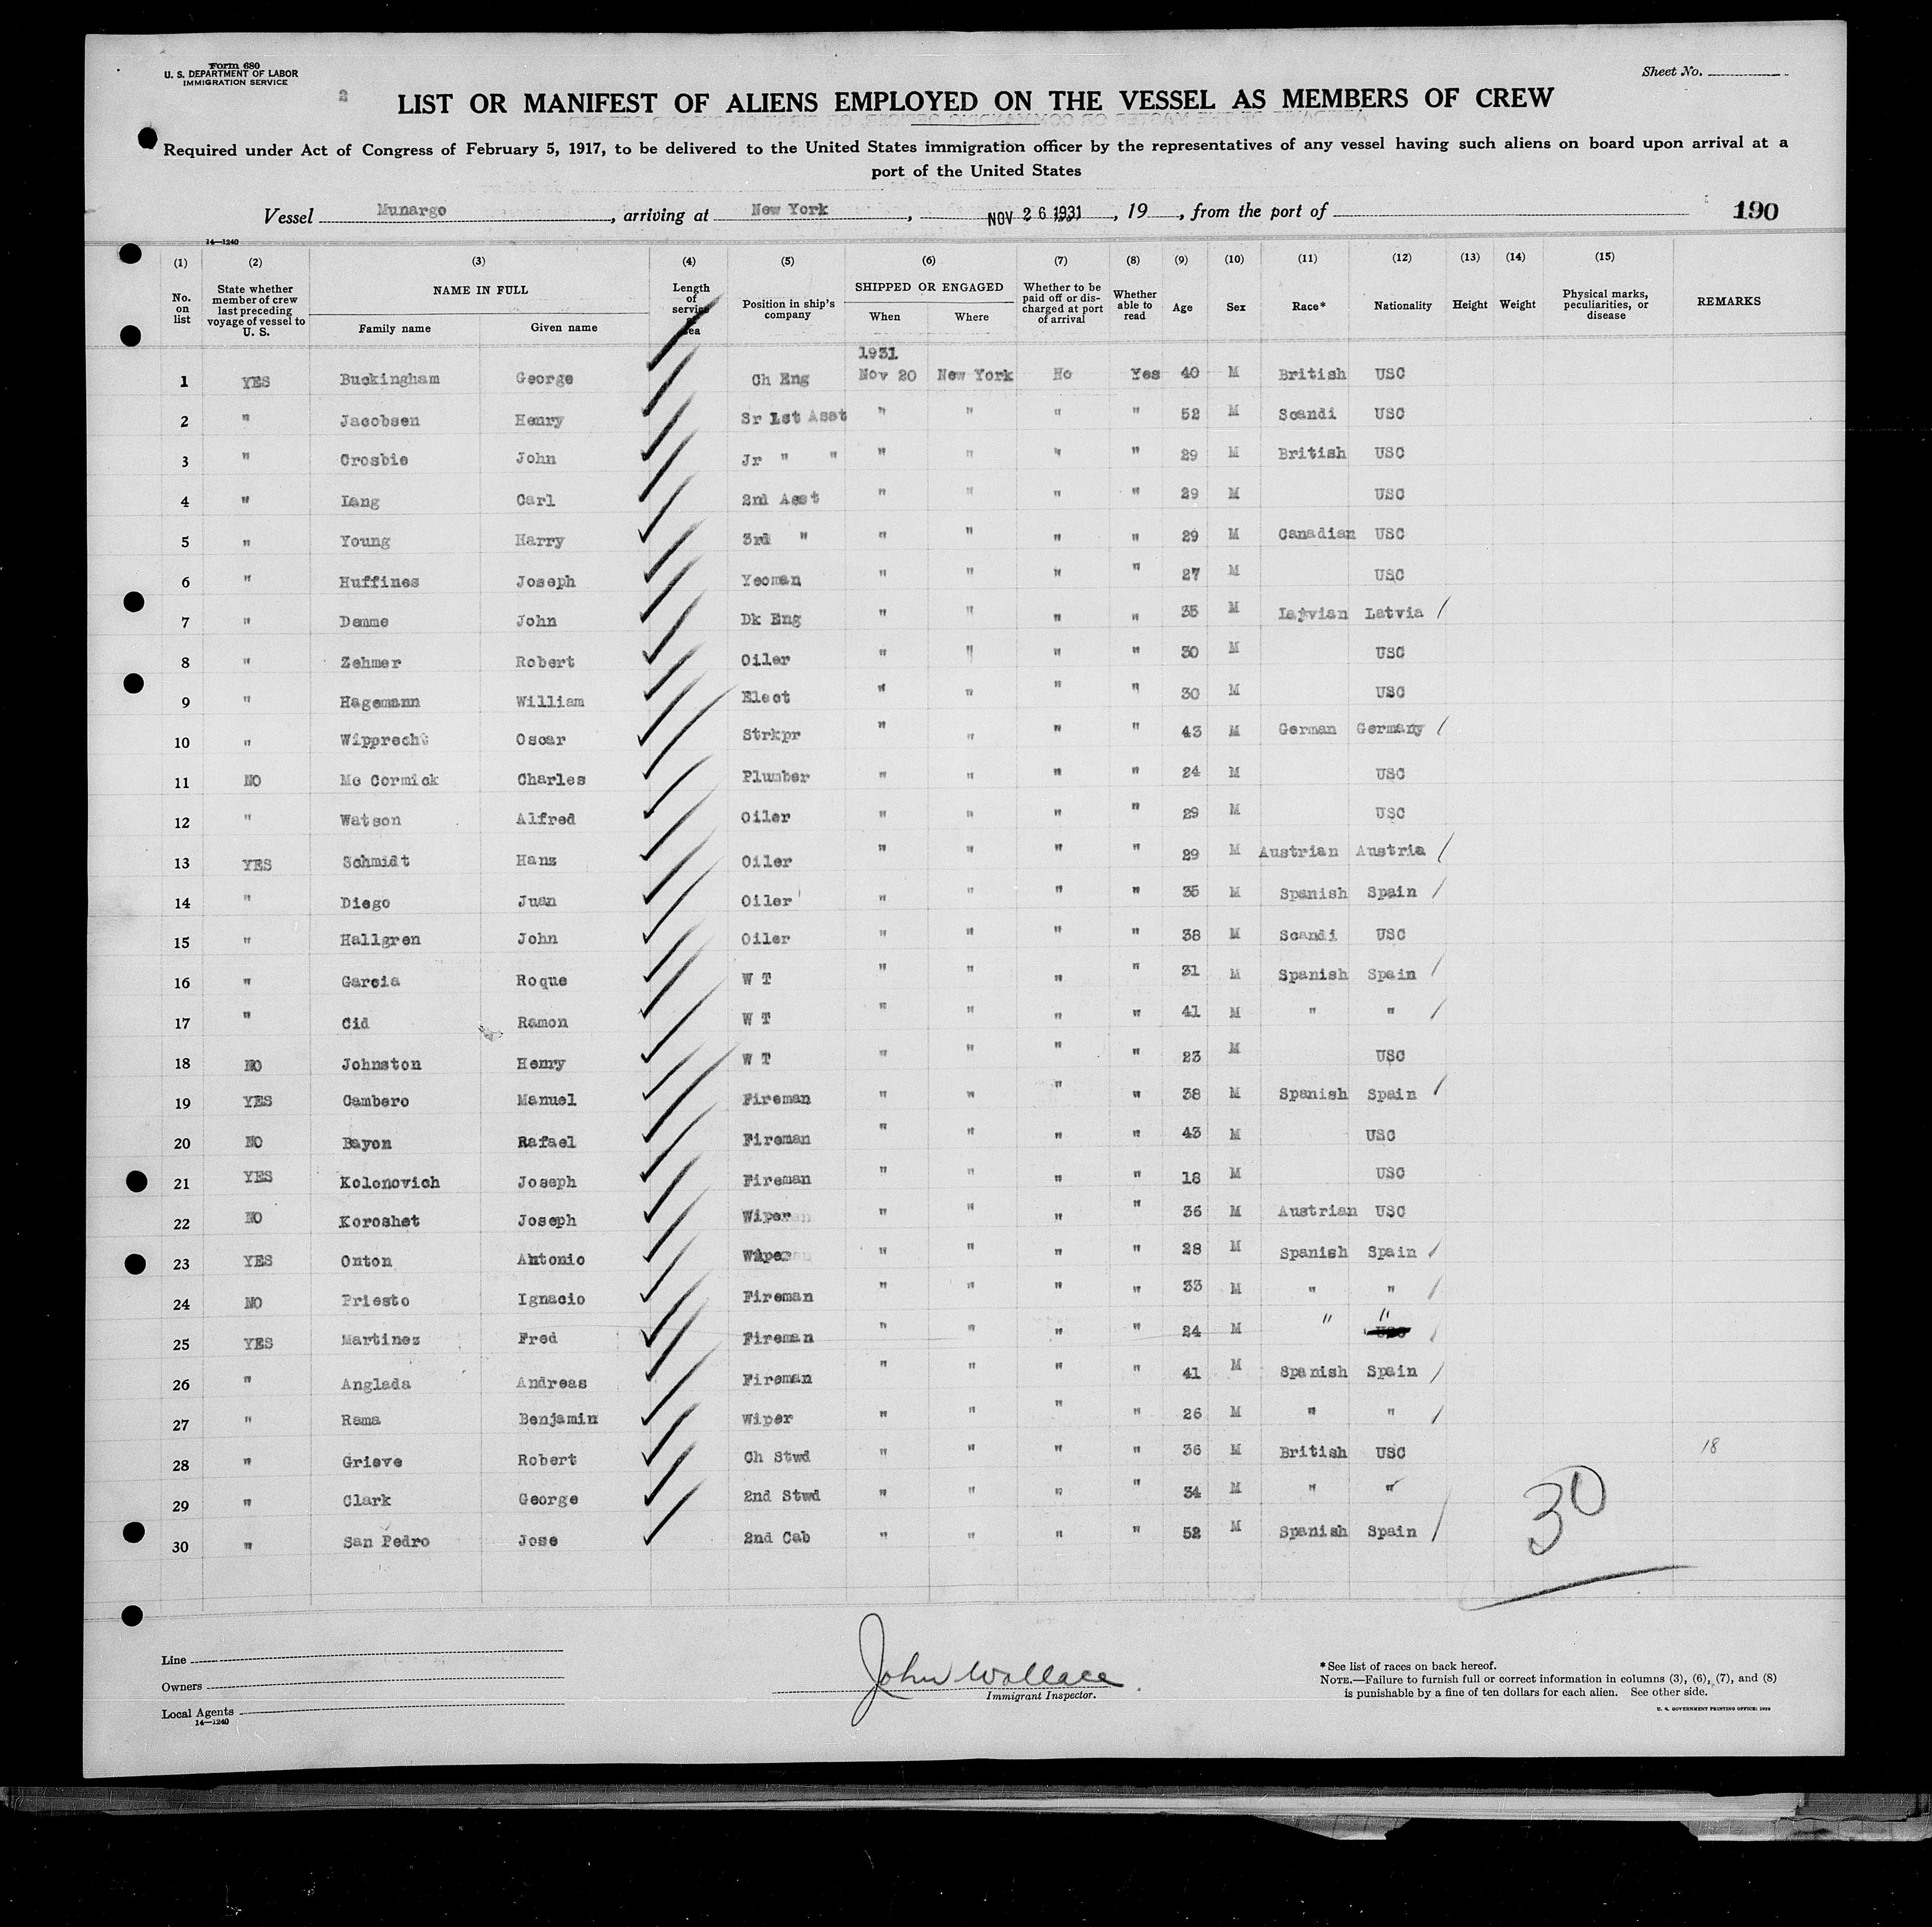 Form 680
U. S. DEPARTMENT OF LABOR
IMMIGRATION SERVICE
Sheet No.
2
LIST OR MANIFEST OF ALIENS EMPLOYED ON THE VESSEL AS MEMBERS OF CREW
Required under Act of Congress of February 5, 1917, to be delivered to the United States immigration officer by the representatives of any vessel having such aliens on board upon arrival at a
port of the United States
Vessel Munargo, arriving at New York, NOV 26 1931, 19, from the port of 190
14—1240
(1) (2) (3) (4) (5) (6) (7) (8) (9) (10) (11) (12) (13) (14) (15)
No. on list State whether member of crew last preceding voyage of vessel to U. S. NAME IN FULL Family name Given name Length of service at sea Position in ship's company SHIPPED OR ENGAGED When Where Whether to be paid off or discharged at port of arrival Whether able to read Age Sex Race* Nationality Height Weight Physical marks, peculiarities, or disease REMARKS
1931
1 YES Buckingham George Ch Eng Nov 20 New York No Yes 40 M British USC
2 " Jacobsen Henry Sr 1st Asst " " " " 52 M Scandi USC
3 " Crosbie John Jr " " " " " " 29 M British USC
4 " Lang Carl 2nd Asst " " " " 29 M USC
5 " Young Harry 3rd " " " " " 29 M Canadian USC
6 " Huffines Joseph Yeoman " " " " 27 M USC
7 " Demme John Dk Eng " " " " 35 M Latvian Latvia /
8 " Zehmer Robert Oiler " " " " 30 M USC
9 " Hagemann William Elect " " " " 30 M USC
10 " Wipprecht Oscar Strkpr " " " " 43 M German Germany /
11 NO Mc Cormick Charles Plumber " " " " 24 M USC
12 " Watson Alfred Oiler " " " " 29 M USC
13 YES Schmidt Hans Oiler " " " " 29 M Austrian Austria /
14 " Diego Juan Oiler " " " " 35 M Spanish Spain /
15 " Hallgren John Oiler " " " " 38 M Scandi USC
16 " Garcia Roque W T " " " " 31 M Spanish Spain /
17 " Cid Ramon W T " " " " 41 M " " /
18 NO Johnston Henry W T " " " " 23 M USC
19 YES Cambero Manuel Fireman " " " " 38 M Spanish Spain /
20 NO Bayon Rafael Fireman " " " " 43 M USC
21 YES Kolonovich Joseph Fireman " " " " 18 M USC
22 NO Koroshet Joseph Wiper " " " " 36 M Austrian USC
23 YES Onton Antonio Wiper " " " " 28 M Spanish Spain /
24 NO Priesto Ignacio Fireman " " " " 33 M " " /
25 YES Martinez Fred Fireman " " " " 24 M " " /
26 " Anglada Andreas Fireman " " " " 41 M Spanish Spain /
27 " Rama Benjamin Wiper " " " " 26 M " " /
28 " Grieve Robert Ch Stwd " " " " 36 M British USC 18
29 " Clark George 2nd Stwd " " " " 34 M " "
30 " San Pedro Jose 2nd Cab " " " " 52 M Spanish Spain /
30
Line
Owners
Local Agents
14—1240
John Wallace
Immigrant Inspector.
*See list of races on back hereof.
NOTE.—Failure to furnish full or correct information in columns (3), (6), (7), and (8)
is punishable by a fine of ten dollars for each alien. See other side.
U. S. GOVERNMENT PRINTING OFFICE: 1929